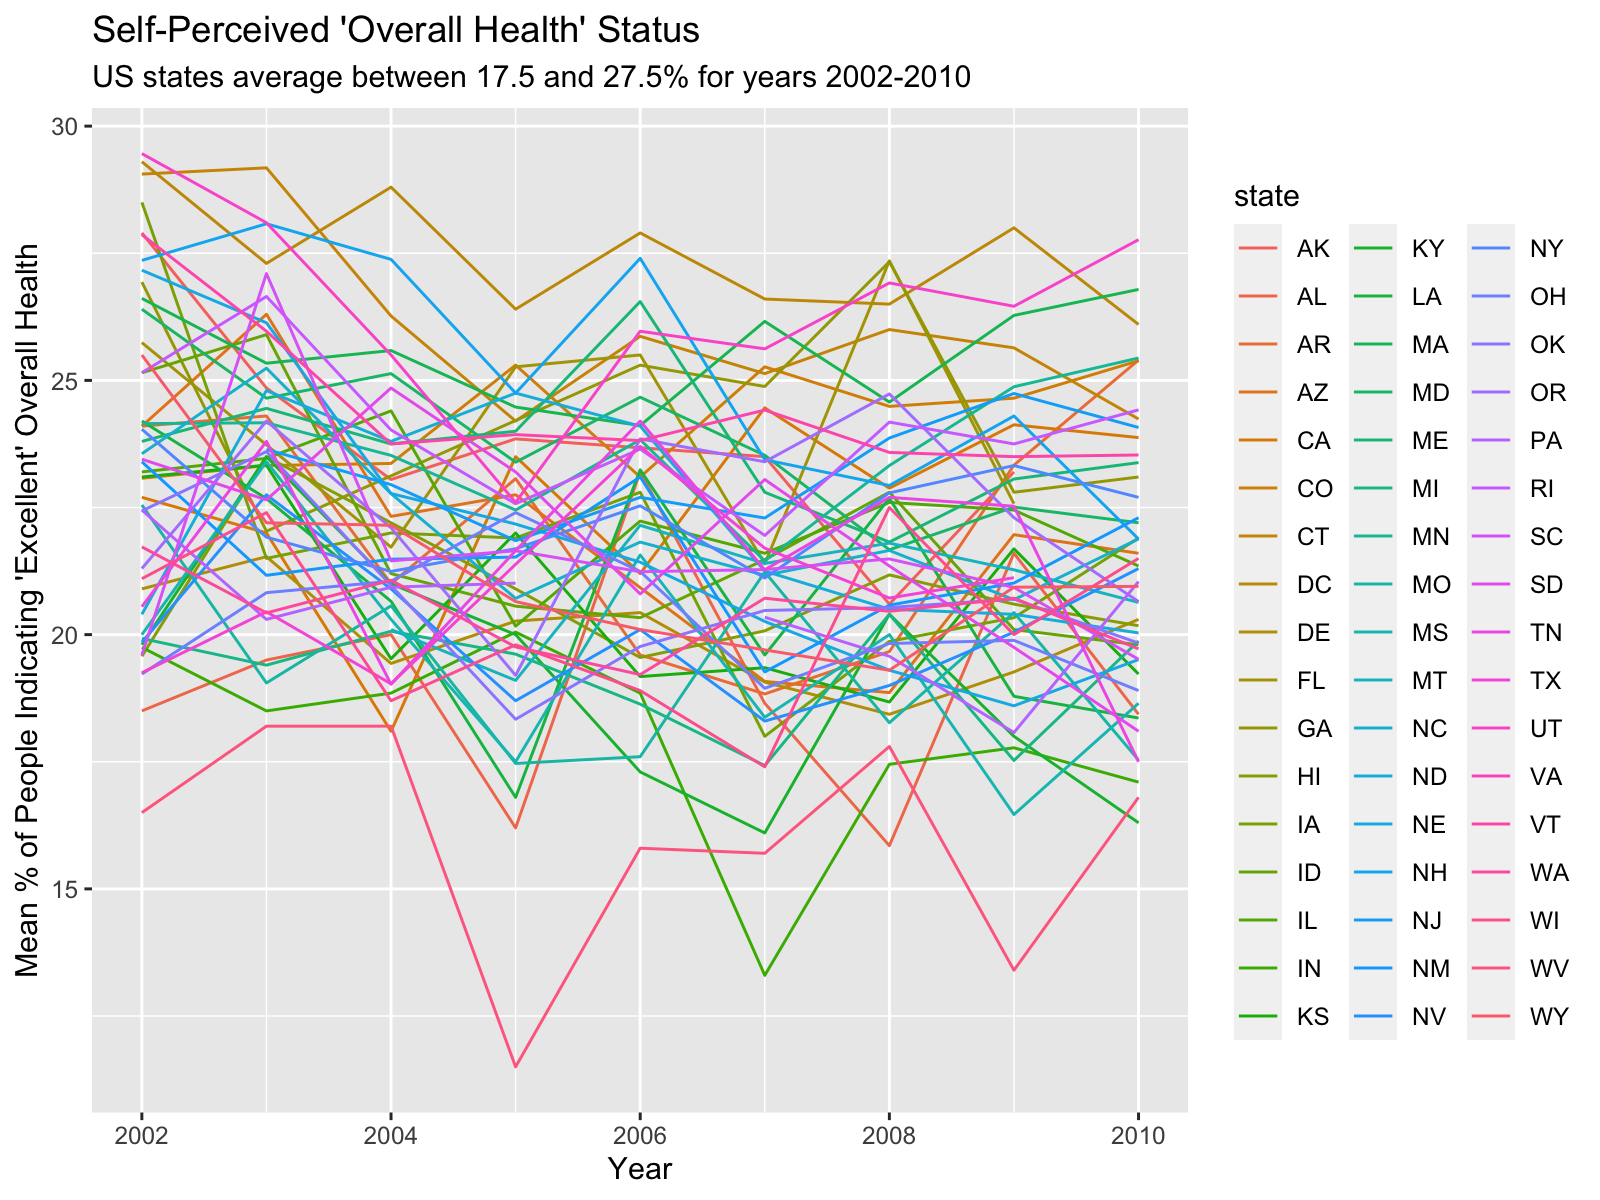 Self-Perceived 'Overall Health' Status
US states average between 17.5 and 27.5% for years 2002-2010
Mean % of People Indicating 'Excellent' Overall Health
30
25
20
15
2002 2004 2006 2008 2010
Year
state
AK KY NY
AL LA OH
AR MA OK
AZ MD OR
CA ME PA
CO MI RI
CT MN SC
DC MO SD
DE MS TN
FL MT TX
GA NC UT
HI ND VA
IA NE VT
ID NH WA
IL NJ WI
IN NM WV
KS NV WY